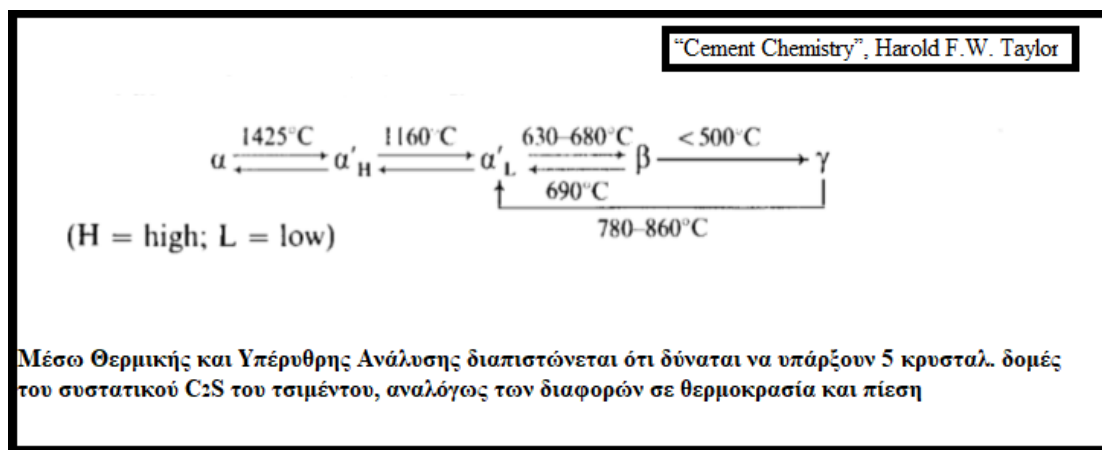 “Cement Chemistry”, Harold F.W. Taylor
α 1425°C α′H 1160°C α′L 630–680°C β <500°C γ
690°C
780–860°C
(H = high; L = low)
Μέσω Θερμικής και Υπέρυθρης Ανάλυσης διαπιστώνεται ότι δύναται να υπάρξουν 5 κρυσταλ. δομές
του συστατικού C2S του τσιμέντου, αναλόγως των διαφορών σε θερμοκρασία και πίεση